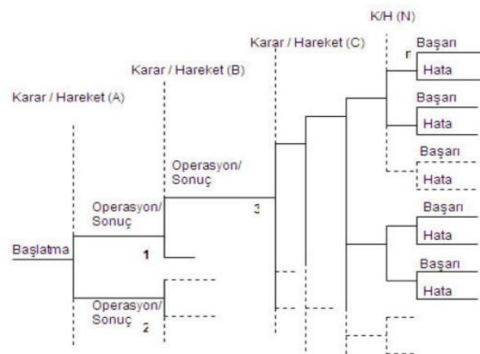 K/H (N)
Karar / Hareket (C)
Karar / Hareket (B)
Karar / Hareket (A)
Başarı
n
Hata
Başarı
Hata
Başarı
Hata
Operasyon/
Sonuç
3
Operasyon/
Sonuç
1
Başlatma
Operasyon/
Sonuç
2
Başarı
Hata
Başarı
Hata